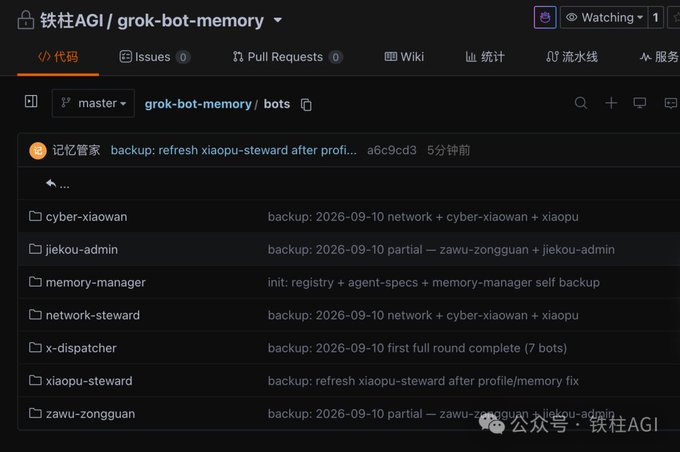 铁柱AGI / grok-bot-memory
Watching 1
代码 Issues 0 Pull Requests 0 Wiki 统计 流水线 服务
master grok-bot-memory / bots
记 记忆管家 backup: refresh xiaopu-steward after profi... a6c9cd3 5分钟前
...
cyber-xiaowan backup: 2026-09-10 network + cyber-xiaowan + xiaopu
jiekou-admin backup: 2026-09-10 partial — zawu-zongguan + jiekou-admin
memory-manager init: registry + agent-specs + memory-manager self backup
network-steward backup: 2026-09-10 network + cyber-xiaowan + xiaopu
x-dispatcher backup: 2026-09-10 first full round complete (7 bots)
xiaopu-steward backup: refresh xiaopu-steward after profile/memory fix
zawu-zongguan backup: 2026-09-10 partial — zawu-zongguan + jiekou-admin
公众号 · 铁柱AGI